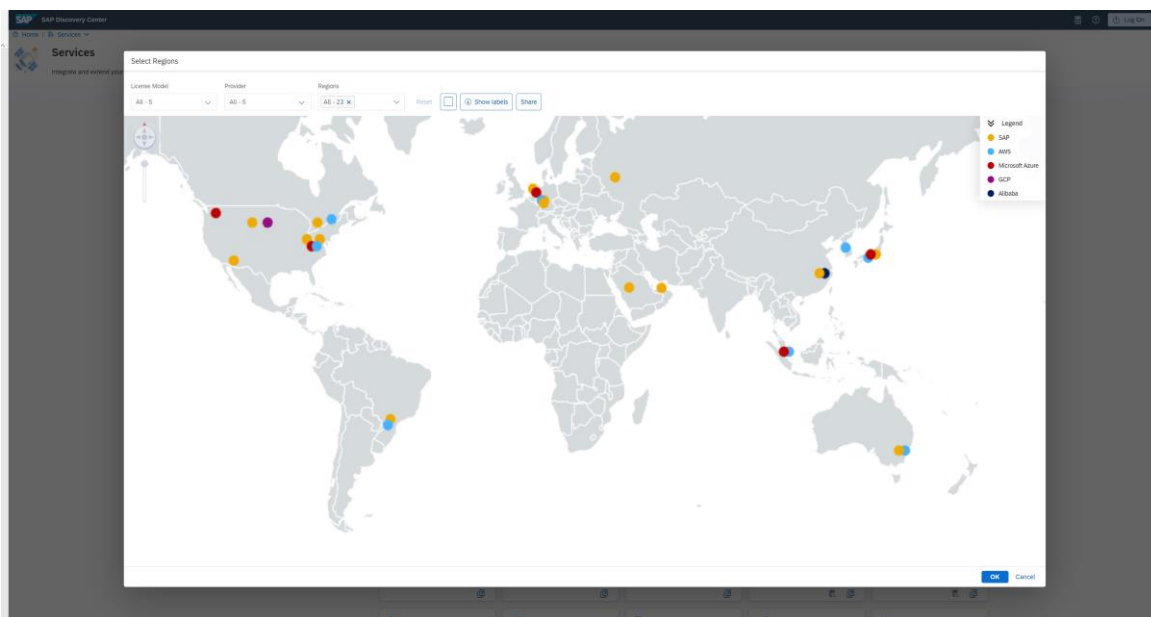 SAP SAP Discovery Center
Log On
Home / Services
Services
Integrate and extend your
Select Regions
License Model Provider Regions
All - 5 All - 5 All - 23 Reset Show labels Share
Legend
SAP
AWS
Microsoft Azure
GCP
Alibaba
OK Cancel